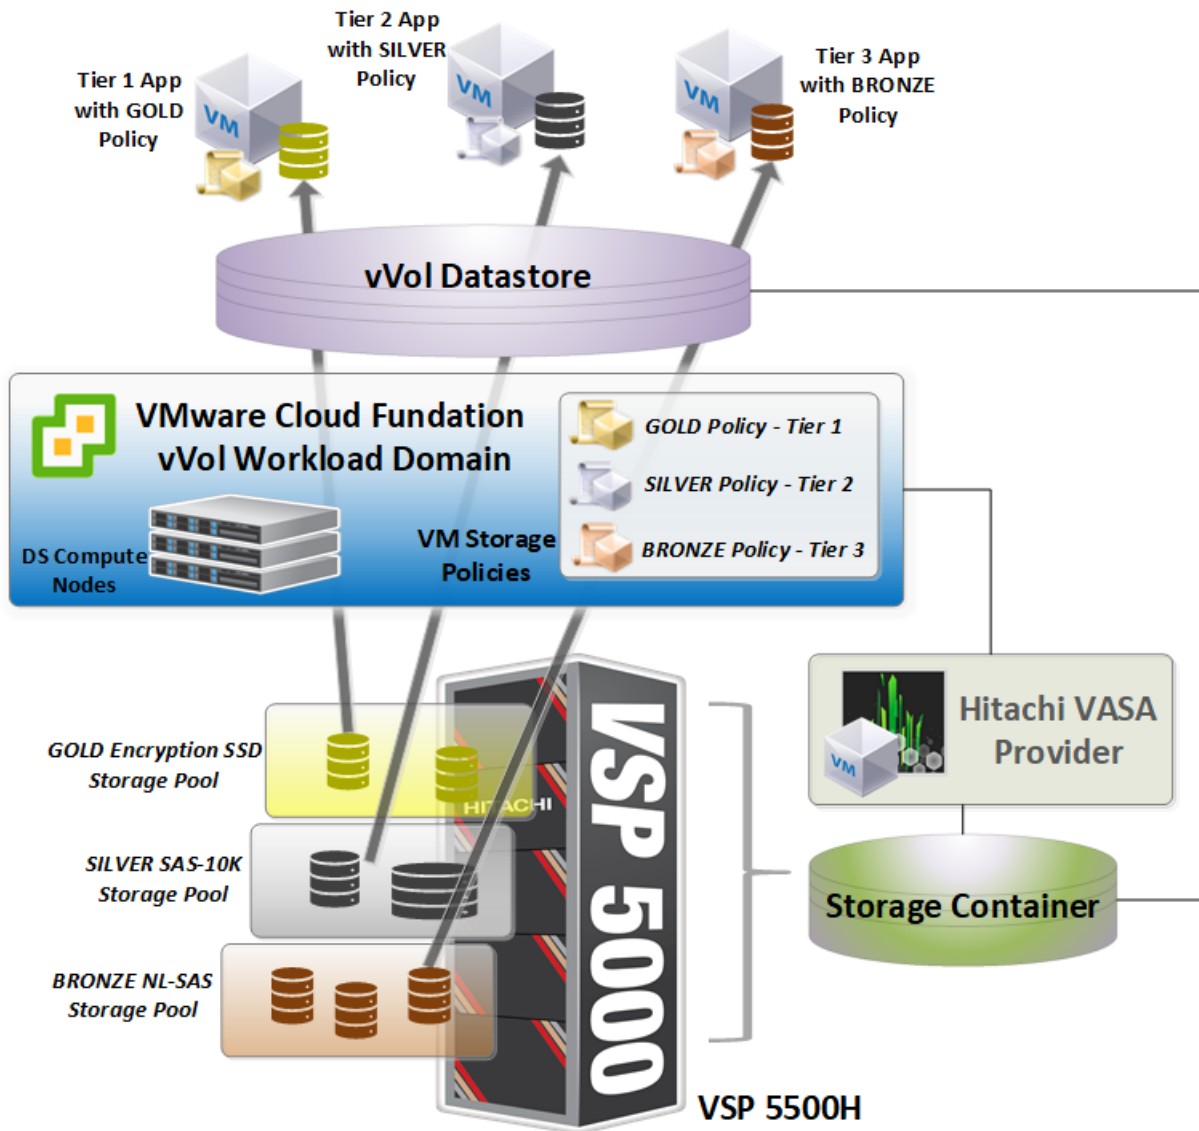 Tier 1 App
with GOLD
Policy
VM
Tier 2 App
with SILVER
Policy
VM
Tier 3 App
with BRONZE
Policy
VM
vVol Datastore
VMware Cloud Fundation
vVol Workload Domain
DS Compute
Nodes
VM Storage
Policies
GOLD Policy - Tier 1
SILVER Policy - Tier 2
BRONZE Policy - Tier 3
GOLD Encryption SSD
Storage Pool
SILVER SAS-10K
Storage Pool
BRONZE NL-SAS
Storage Pool
HITACHI
VSP 5000
VSP 5500H
VM
Hitachi VASA
Provider
Storage Container